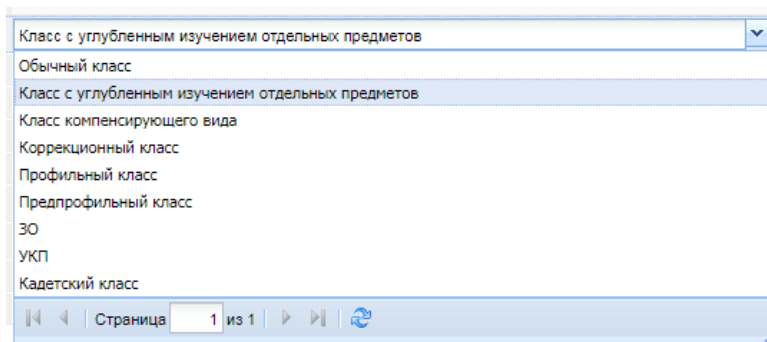 Класс с углубленным изучением отдельных предметов
Обычный класс
Класс с углубленным изучением отдельных предметов
Класс компенсирующего вида
Коррекционный класс
Профильный класс
Предпрофильный класс
ЗО
УКП
Кадетский класс
Страница 1 из 1